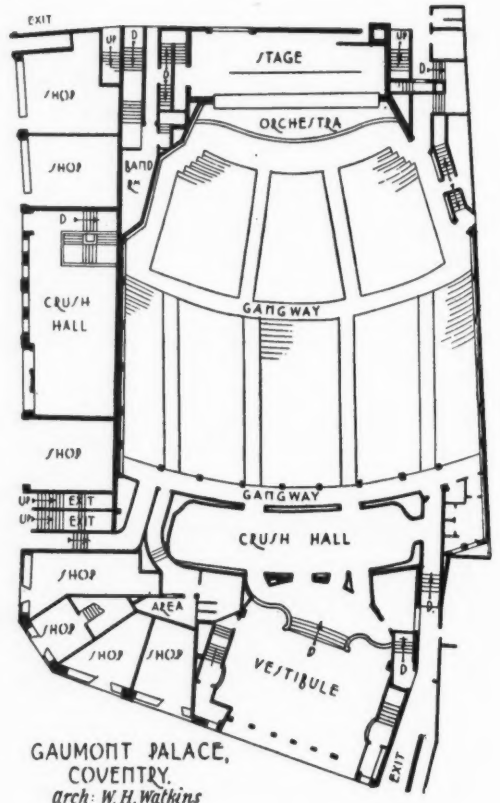 EXIT
UP
D
D
STAGE
UP
D
SHOP
ORCHESTRA
SHOP
BAND
RM
D
CRUSH
HALL
GANGWAY
SHOP
UP
EXIT
UP
EXIT
GANGWAY
CRUSH HALL
SHOP
D
AREA
SHOP
SHOP
SHOP
D
D
VESTIBULE
EXIT
GAUMONT PALACE,
COVENTRY.
arch: W. H. Watkins